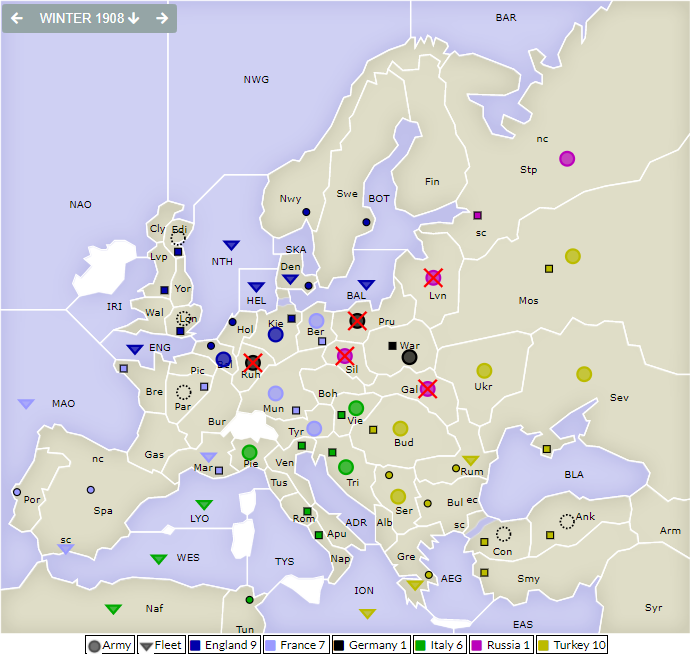 ← WINTER 1908 ↓ →
BAR
NWG
nc
Stp
Fin
Swe
BOT
Nwy
NAO
Cly Edi
sc
SKA
Lvp
NTH
Den
Mos
Yor
HEL
BAL
Lvn
IRI
Wal
Lon
Hol
Kie
Ber
Pru
ENG
Bel
War
Pic
Ruh
Sil
Gal
Ukr
Bre
Par
Mun
Boh
Vie
Sev
MAO
Bur
Tyr
Bud
nc
Gas
Mar
Pie
Ven
Tri
Rum
BLA
Por
Spa
Tus
Ser
Bul ec
LYO
Rom
ADR
Alb
sc
Ank
Arm
sc
Apu
Con
WES
TYS
Nap
Gre
AEG
Smy
Naf
ION
Syr
Tun
EAS
Army Fleet England 9 France 7 Germany 1 Italy 6 Russia 1 Turkey 10